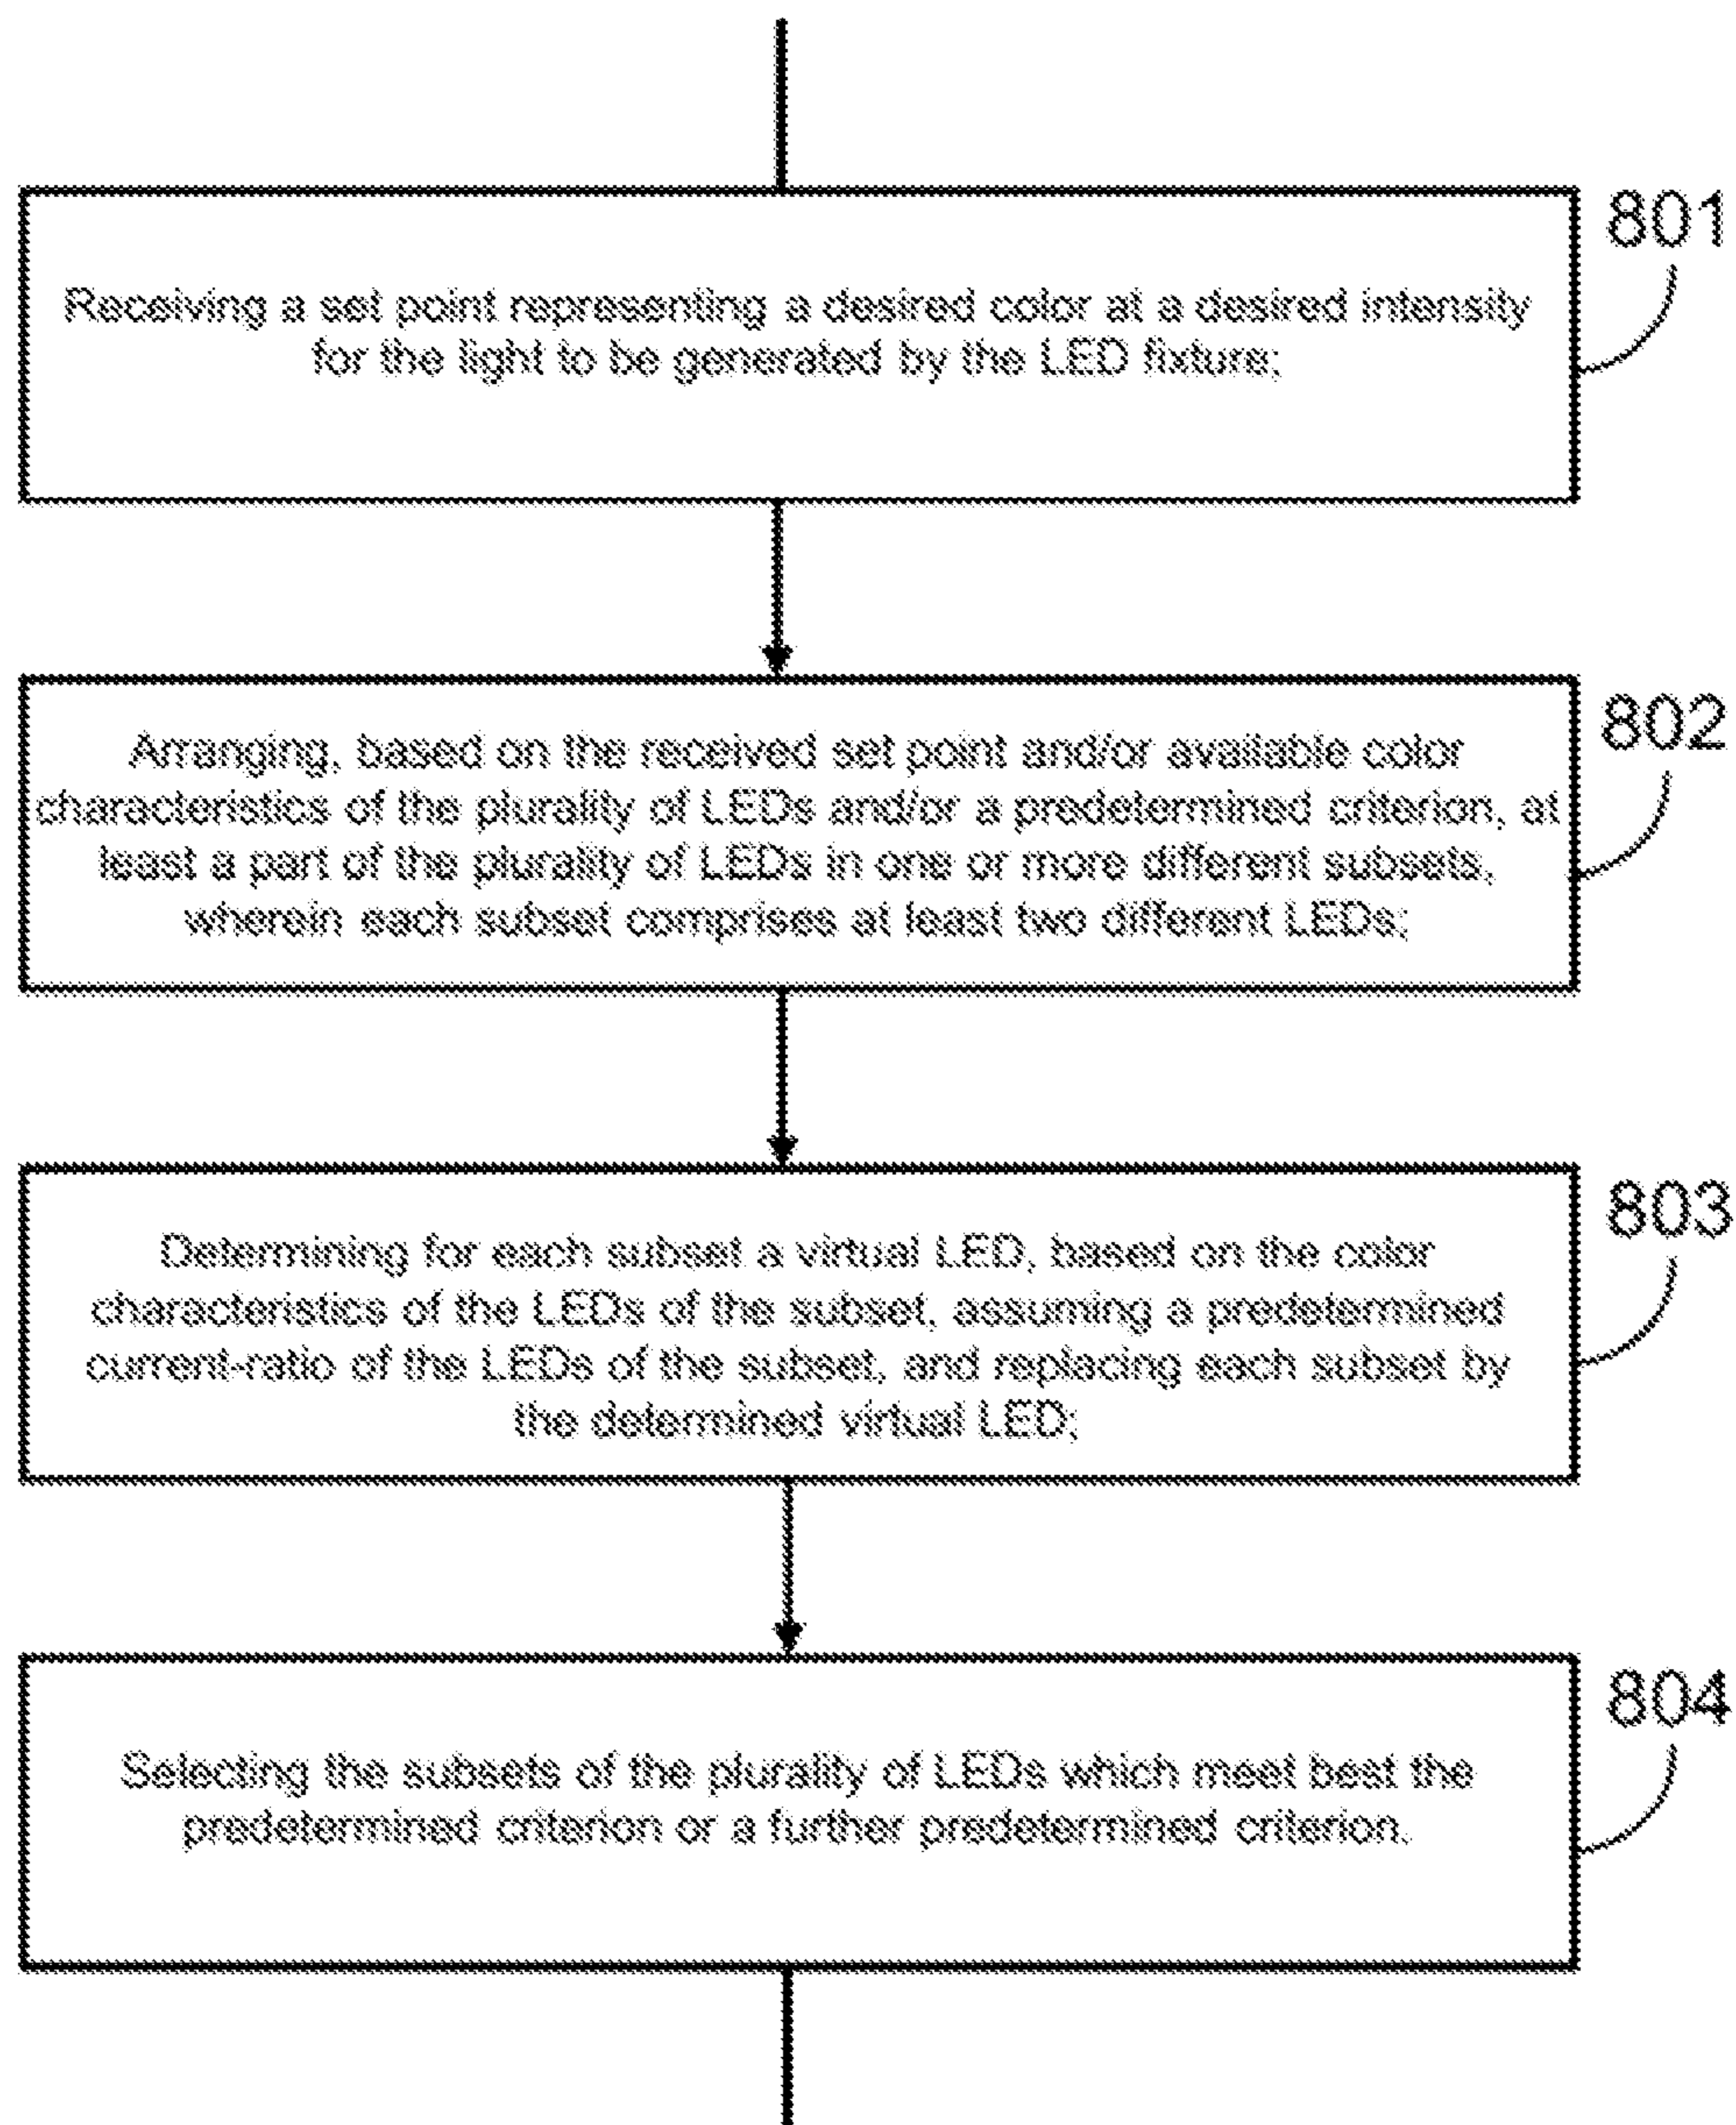 801
Receiving a set point representing a desired color at a desired intensity
for the light to be generated by the LED fixture;
802
Arranging, based on the received set point and/or available color
characteristics of the plurality of LEDs and/or a predetermined criterion, at
least a part of the plurality of LEDs in one or more different subsets,
wherein each subset comprises at least two different LEDs;
803
Determining for each subset a virtual LED, based on the color
characteristics of the LEDs of the subset, assuming a predetermined
current-ratio of the LEDs of the subset, and replacing each subset by
the determined virtual LED;
804
Selecting the subsets of the plurality of LEDs which meet best the
predetermined criterion or a further predetermined criterion.